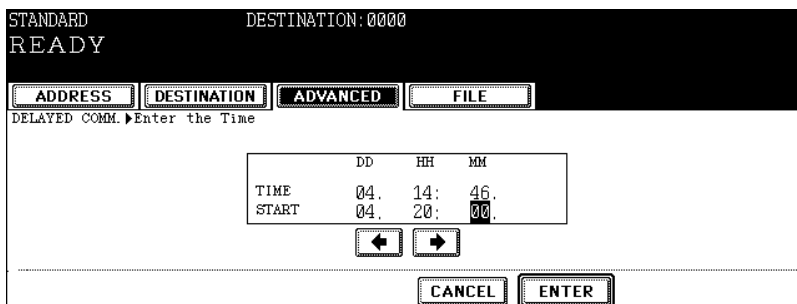 STANDARD DESTINATION:0000
READY
ADDRESS DESTINATION ADVANCED FILE
DELAYED COMM.▶Enter the Time
DD HH MM
TIME 04. 14: 46.
START 04. 20: 00.
CANCEL ENTER